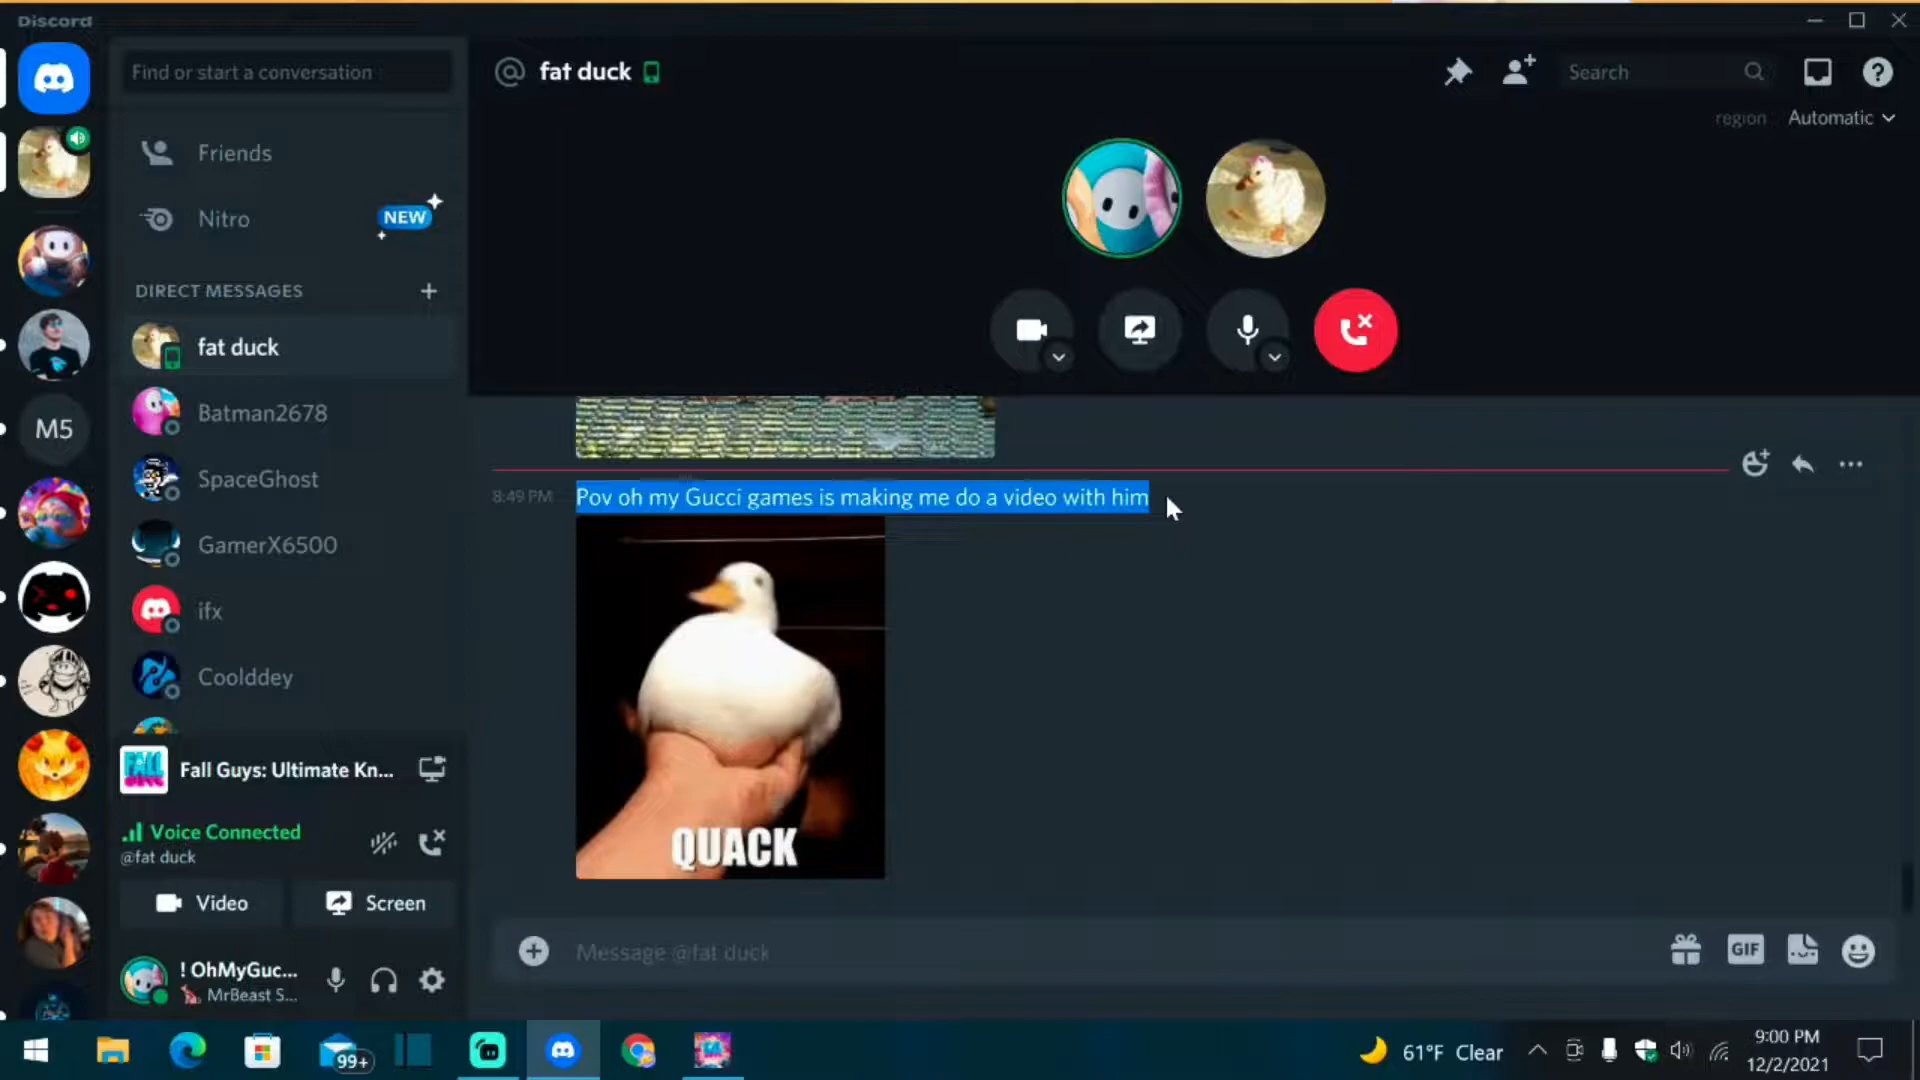 Discord
Find or start a conversation
fat duck
Search
region Automatic
Friends
Nitro
NEW
DIRECT MESSAGES
fat duck
Batman2678
SpaceGhost
M5
GamerX6500
ifx
Coolddey
8:49 PM Pov oh my Gucci games is making me do a video with him
QUACK
FALL GUYS
Fall Guys: Ultimate Kn...
Voice Connected
@fat duck
Video
Screen
! OhMyGuc...
MrBeast S...
Message @fat duck
GIF
99+
61°F Clear
9:00 PM
12/2/2021